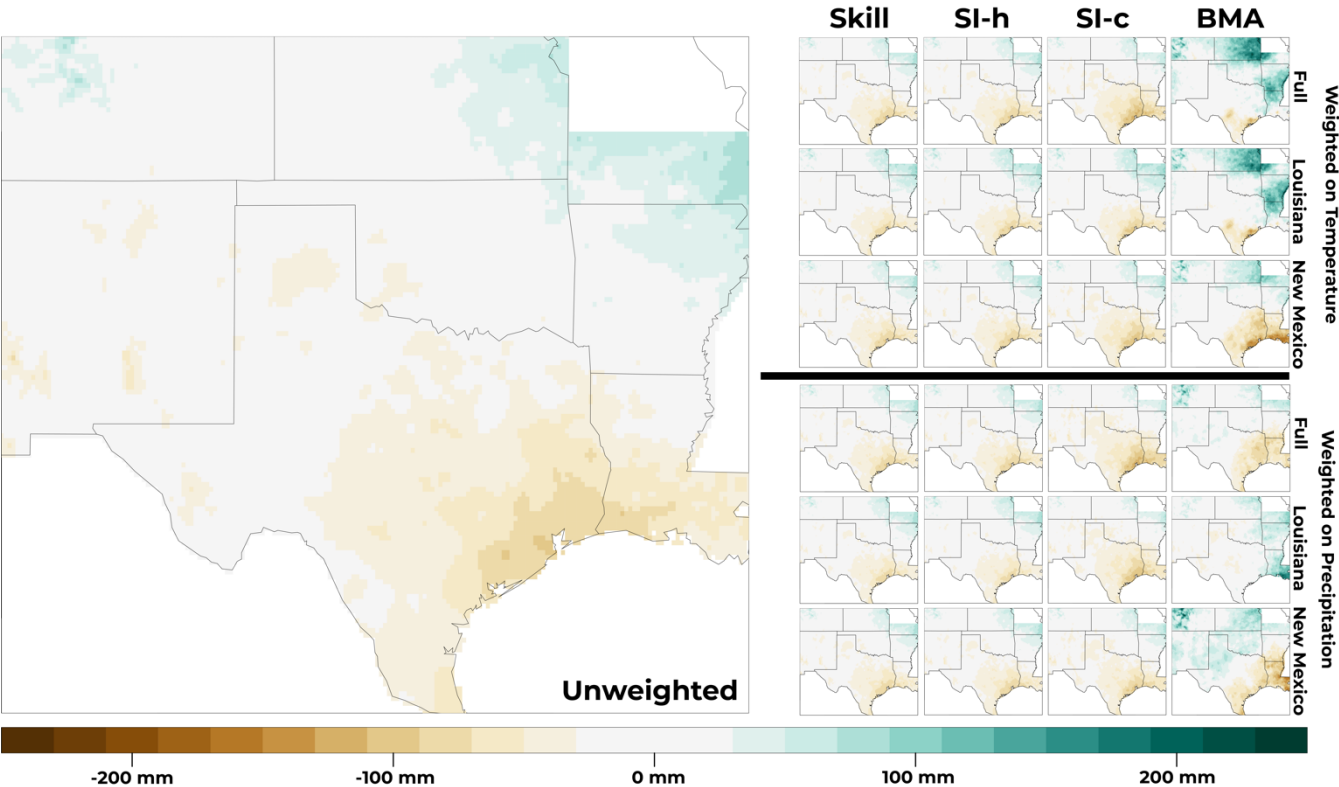 Skill SI-h SI-c BMA
Full
Louisiana
New Mexico
Weighted on Temperature
Full
Louisiana
New Mexico
Weighted on Precipitation
Unweighted
-200 mm -100 mm 0 mm 100 mm 200 mm